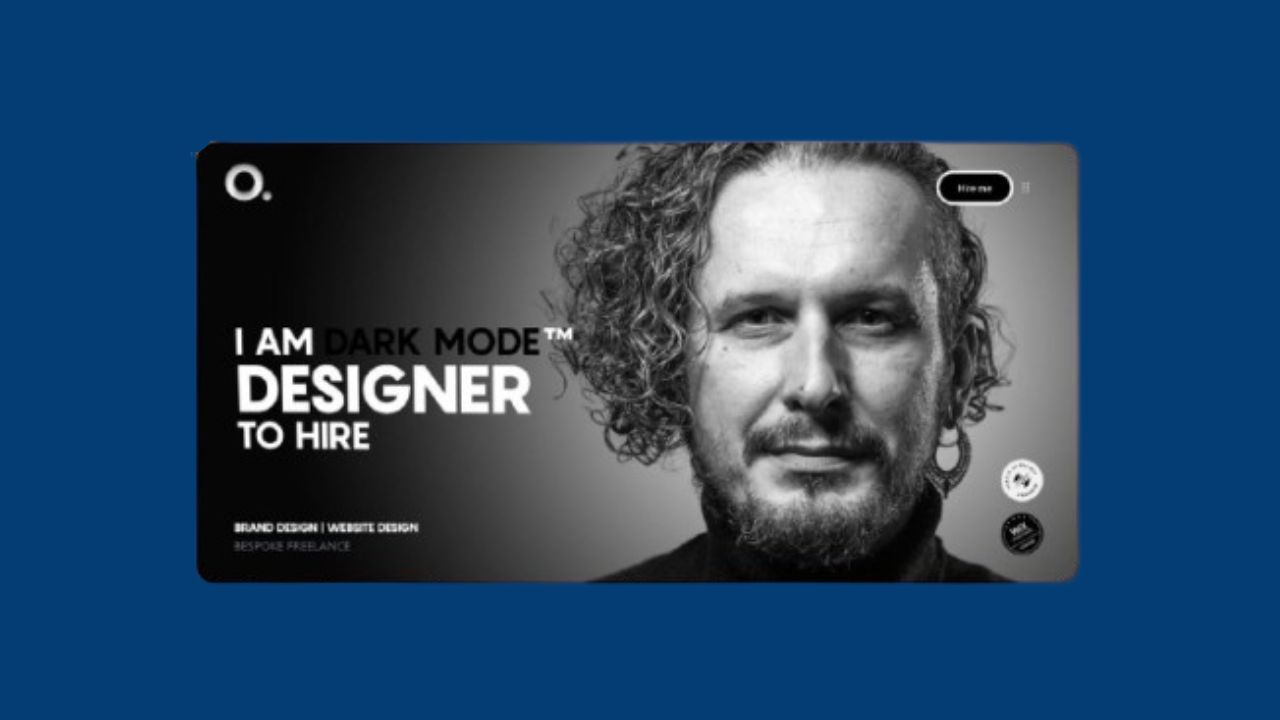 O.
Hire me
I AM DARK MODE™
DESIGNER
TO HIRE
BRAND DESIGN | WEBSITE DESIGN
BESPOKE FREELANCE